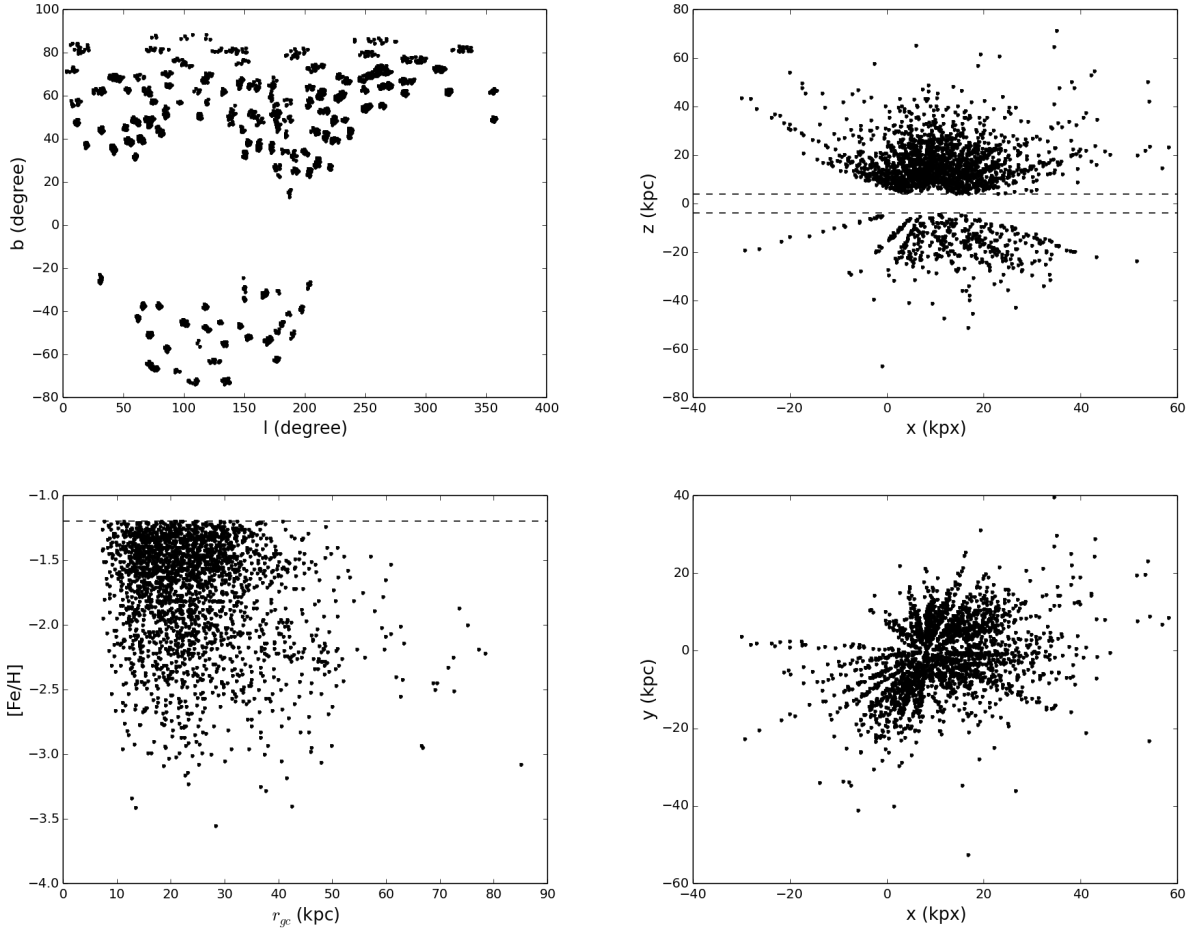 100
80
60
40
20
0
−20
−40
−60
−80
b (degree)
0 50 100 150 200 250 300 350 400
l (degree)
80
60
40
20
0
−20
−40
−60
80
z (kpc)
−40 −20 0 20 40 60
x (kpx)
−1.0
−1.5
−2.0
−2.5
−3.0
−3.5
−4.0
[Fe/H]
0 10 20 30 40 50 60 70 80 90
r_gc (kpc)
40
20
0
−20
−40
−60
y (kpc)
−40 −20 0 20 40 60
x (kpx)